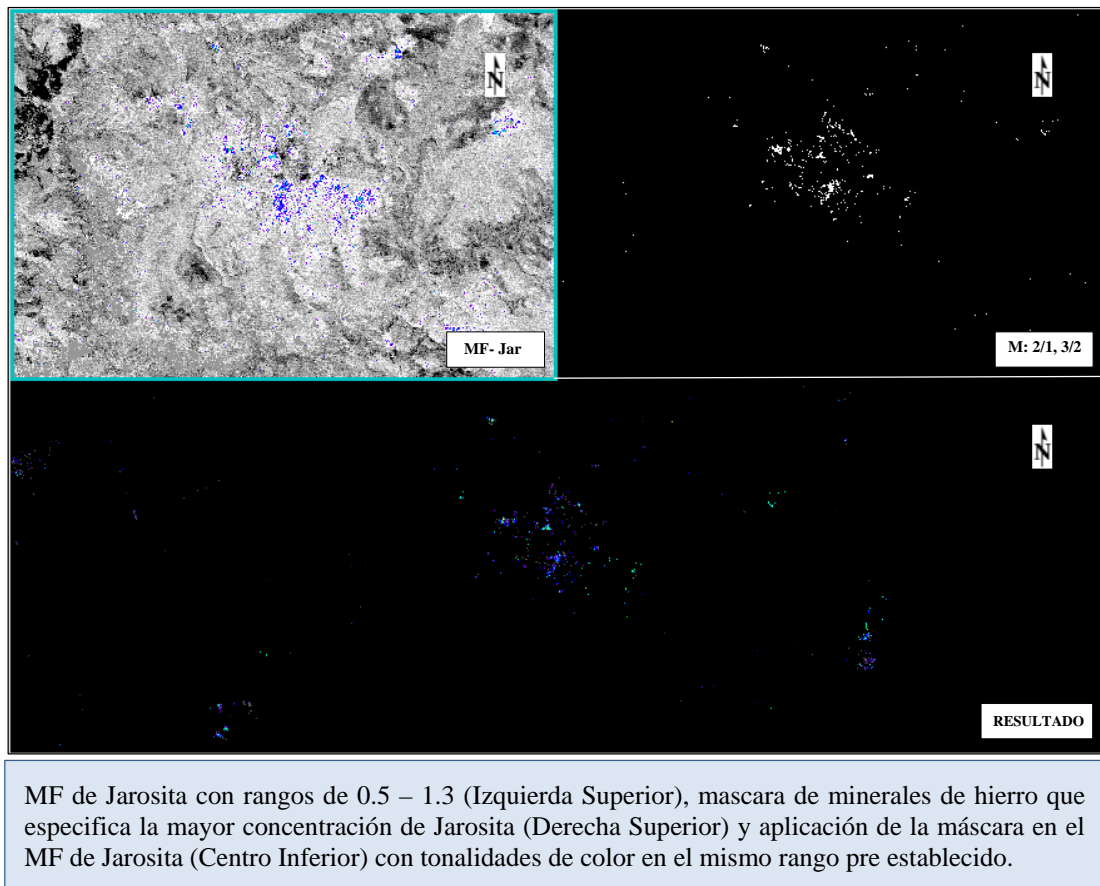 N
N
MF- Jar
M: 2/1, 3/2
N
RESULTADO
MF de Jarosita con rangos de 0.5 – 1.3 (Izquierda Superior), mascara de minerales de hierro que
especifica la mayor concentración de Jarosita (Derecha Superior) y aplicación de la máscara en el
MF de Jarosita (Centro Inferior) con tonalidades de color en el mismo rango pre establecido.